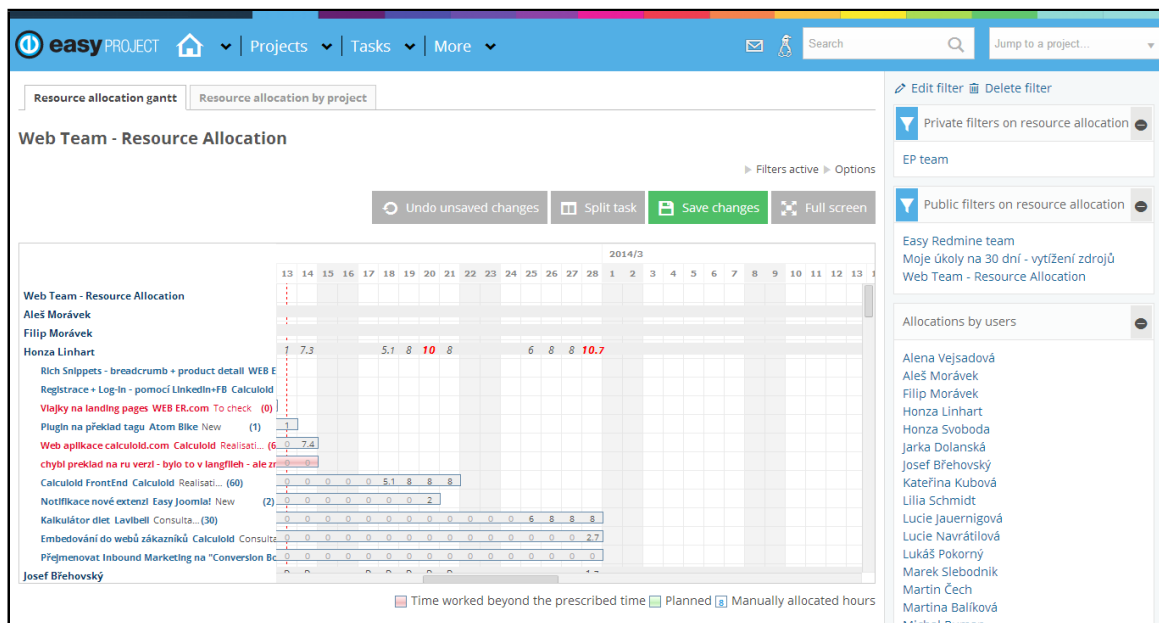 easy PROJECT Projects Tasks More Search Jump to a project...
Resource allocation gantt Resource allocation by project
Web Team - Resource Allocation
Filters active Options
Undo unsaved changes Split task Save changes Full screen
2014/3
13 14 15 16 17 18 19 20 21 22 23 24 25 26 27 28 1 2 3 4 5 6 7 8 9 10 11 12 13
Web Team - Resource Allocation
Aleš Morávek
Filip Morávek
Honza Linhart 1 7.3 5.1 8 10 8 6 8 8 10.7
Rich Snippets - breadcrumb + product detail WEB E
Registrace + Log-in - pomocí LinkedIn+FB Calculoid
Vlajky na landing pages WEB ER.com To check (0)
Plugin na překlad tagu Atom Bike New (1) 1
Web aplikace calculoid.com Calculoid Realisati... (6 0 7.4
chybí preklad na ru verzi - bylo to v langfileh - ale zr 0 0
Calculoid FrontEnd Calculoid Realisati... (60) 0 0 0 0 0 5.1 8 8 8
Notifikace nové extenzí Easy Joomla! New (2) 0 0 0 0 0 0 0 2
Kalkulátor diet Lavibell Consulta... (30) 0 0 0 0 0 0 0 0 0 0 0 0 6 8 8 8
Embedování do webů zákazníků Calculoid Consulta 0 0 0 0 0 0 0 0 0 0 0 0 0 0 0 2.7
Přejmenovat Inbound Marketing na "Conversion Bo 0 0 0 0 0 0 0 0 0 0 0 0 0 0 0 0
Josef Břehovský
Time worked beyond the prescribed time Planned 8 Manually allocated hours
Edit filter Delete filter
Private filters on resource allocation
EP team
Public filters on resource allocation
Easy Redmine team
Moje úkoly na 30 dní - vytížení zdrojů
Web Team - Resource Allocation
Allocations by users
Alena Vejsadová
Aleš Morávek
Filip Morávek
Honza Linhart
Honza Svoboda
Jarka Dolanská
Josef Břehovský
Kateřina Kubová
Lilia Schmidt
Lucie Jauernigová
Lucie Navrátilová
Lukáš Pokorný
Marek Slebodnik
Martin Čech
Martina Balíková